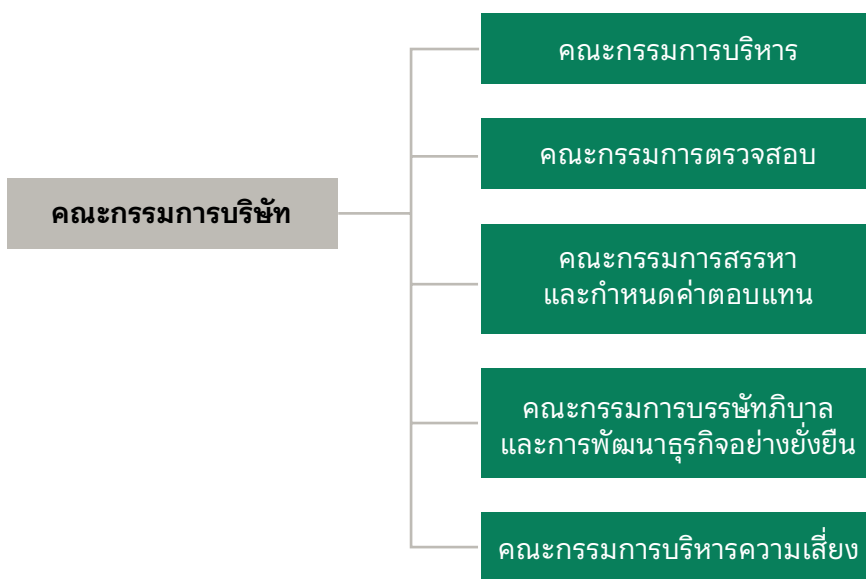 คณะกรรมการบริหาร
คณะกรรมการตรวจสอบ
คณะกรรมการบริษัท
คณะกรรมการสรรหา
และกำหนดค่าตอบแทน
คณะกรรมการบรรษัทภิบาล
และการพัฒนาธุรกิจอย่างยั่งยืน
คณะกรรมการบริหารความเสี่ยง